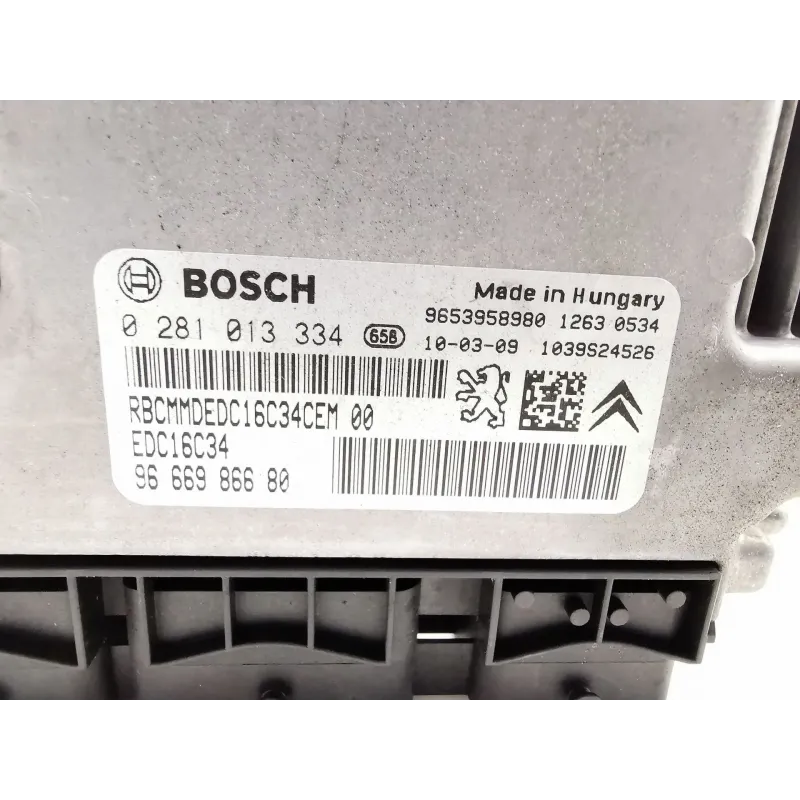 BOSCH
Made in Hungary
9653958980 1263 0534
0 281 013 334 65B 10-03-09 1039S24526
RBCMMDEDC16C34CEM 00
EDC16C34
96 669 866 80